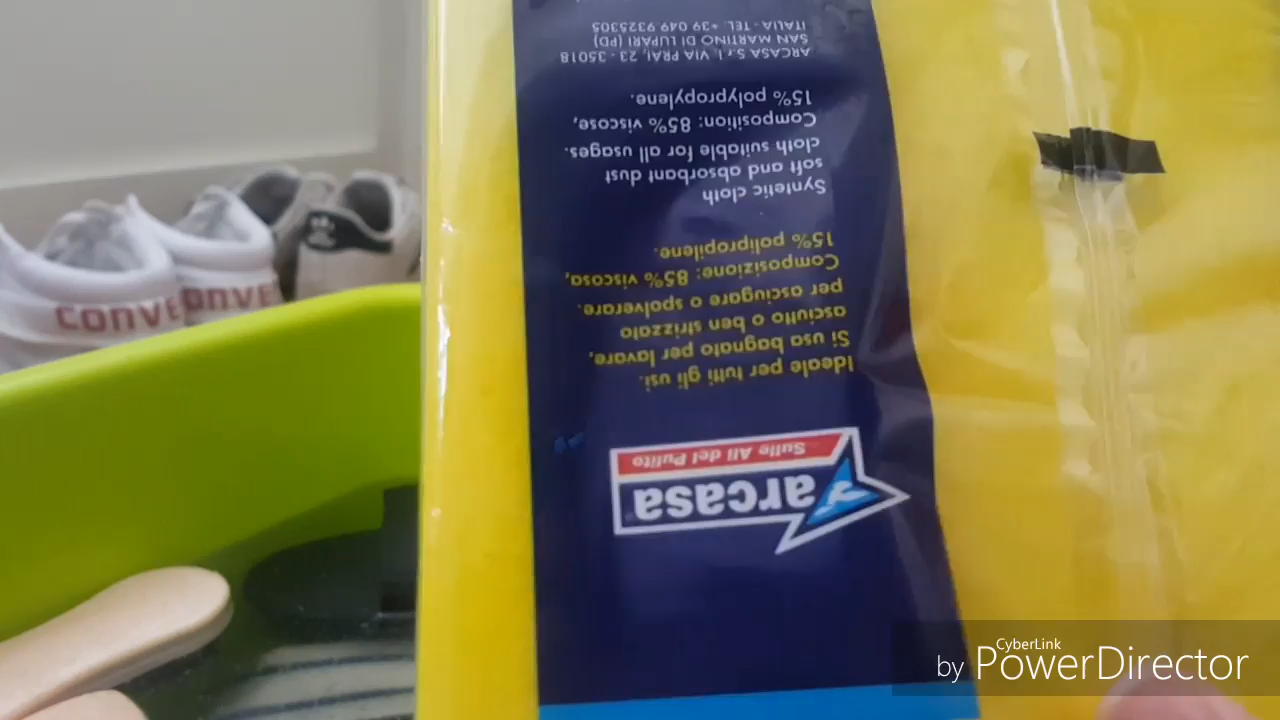 arcasa
Sulle Ali del Pulito
Ideale per tutti gli usi.
Si usa bagnato per lavare,
asciutto o ben strizzato
per asciugare o spolverare.
Composizione: 85% viscosa,
15% polipropilene.
Syntetic cloth
soft and absorbant dust
cloth suitable for all usages.
Composition: 85% viscose,
15% polypropylene.
ARCASA S.r.l. VIA PRAI, 23 - 35018
SAN MARTINO DI LUPARI (PD)
ITALIA - TEL. +39 049 9325305
CONVE
ONVE
CyberLink
by PowerDirector